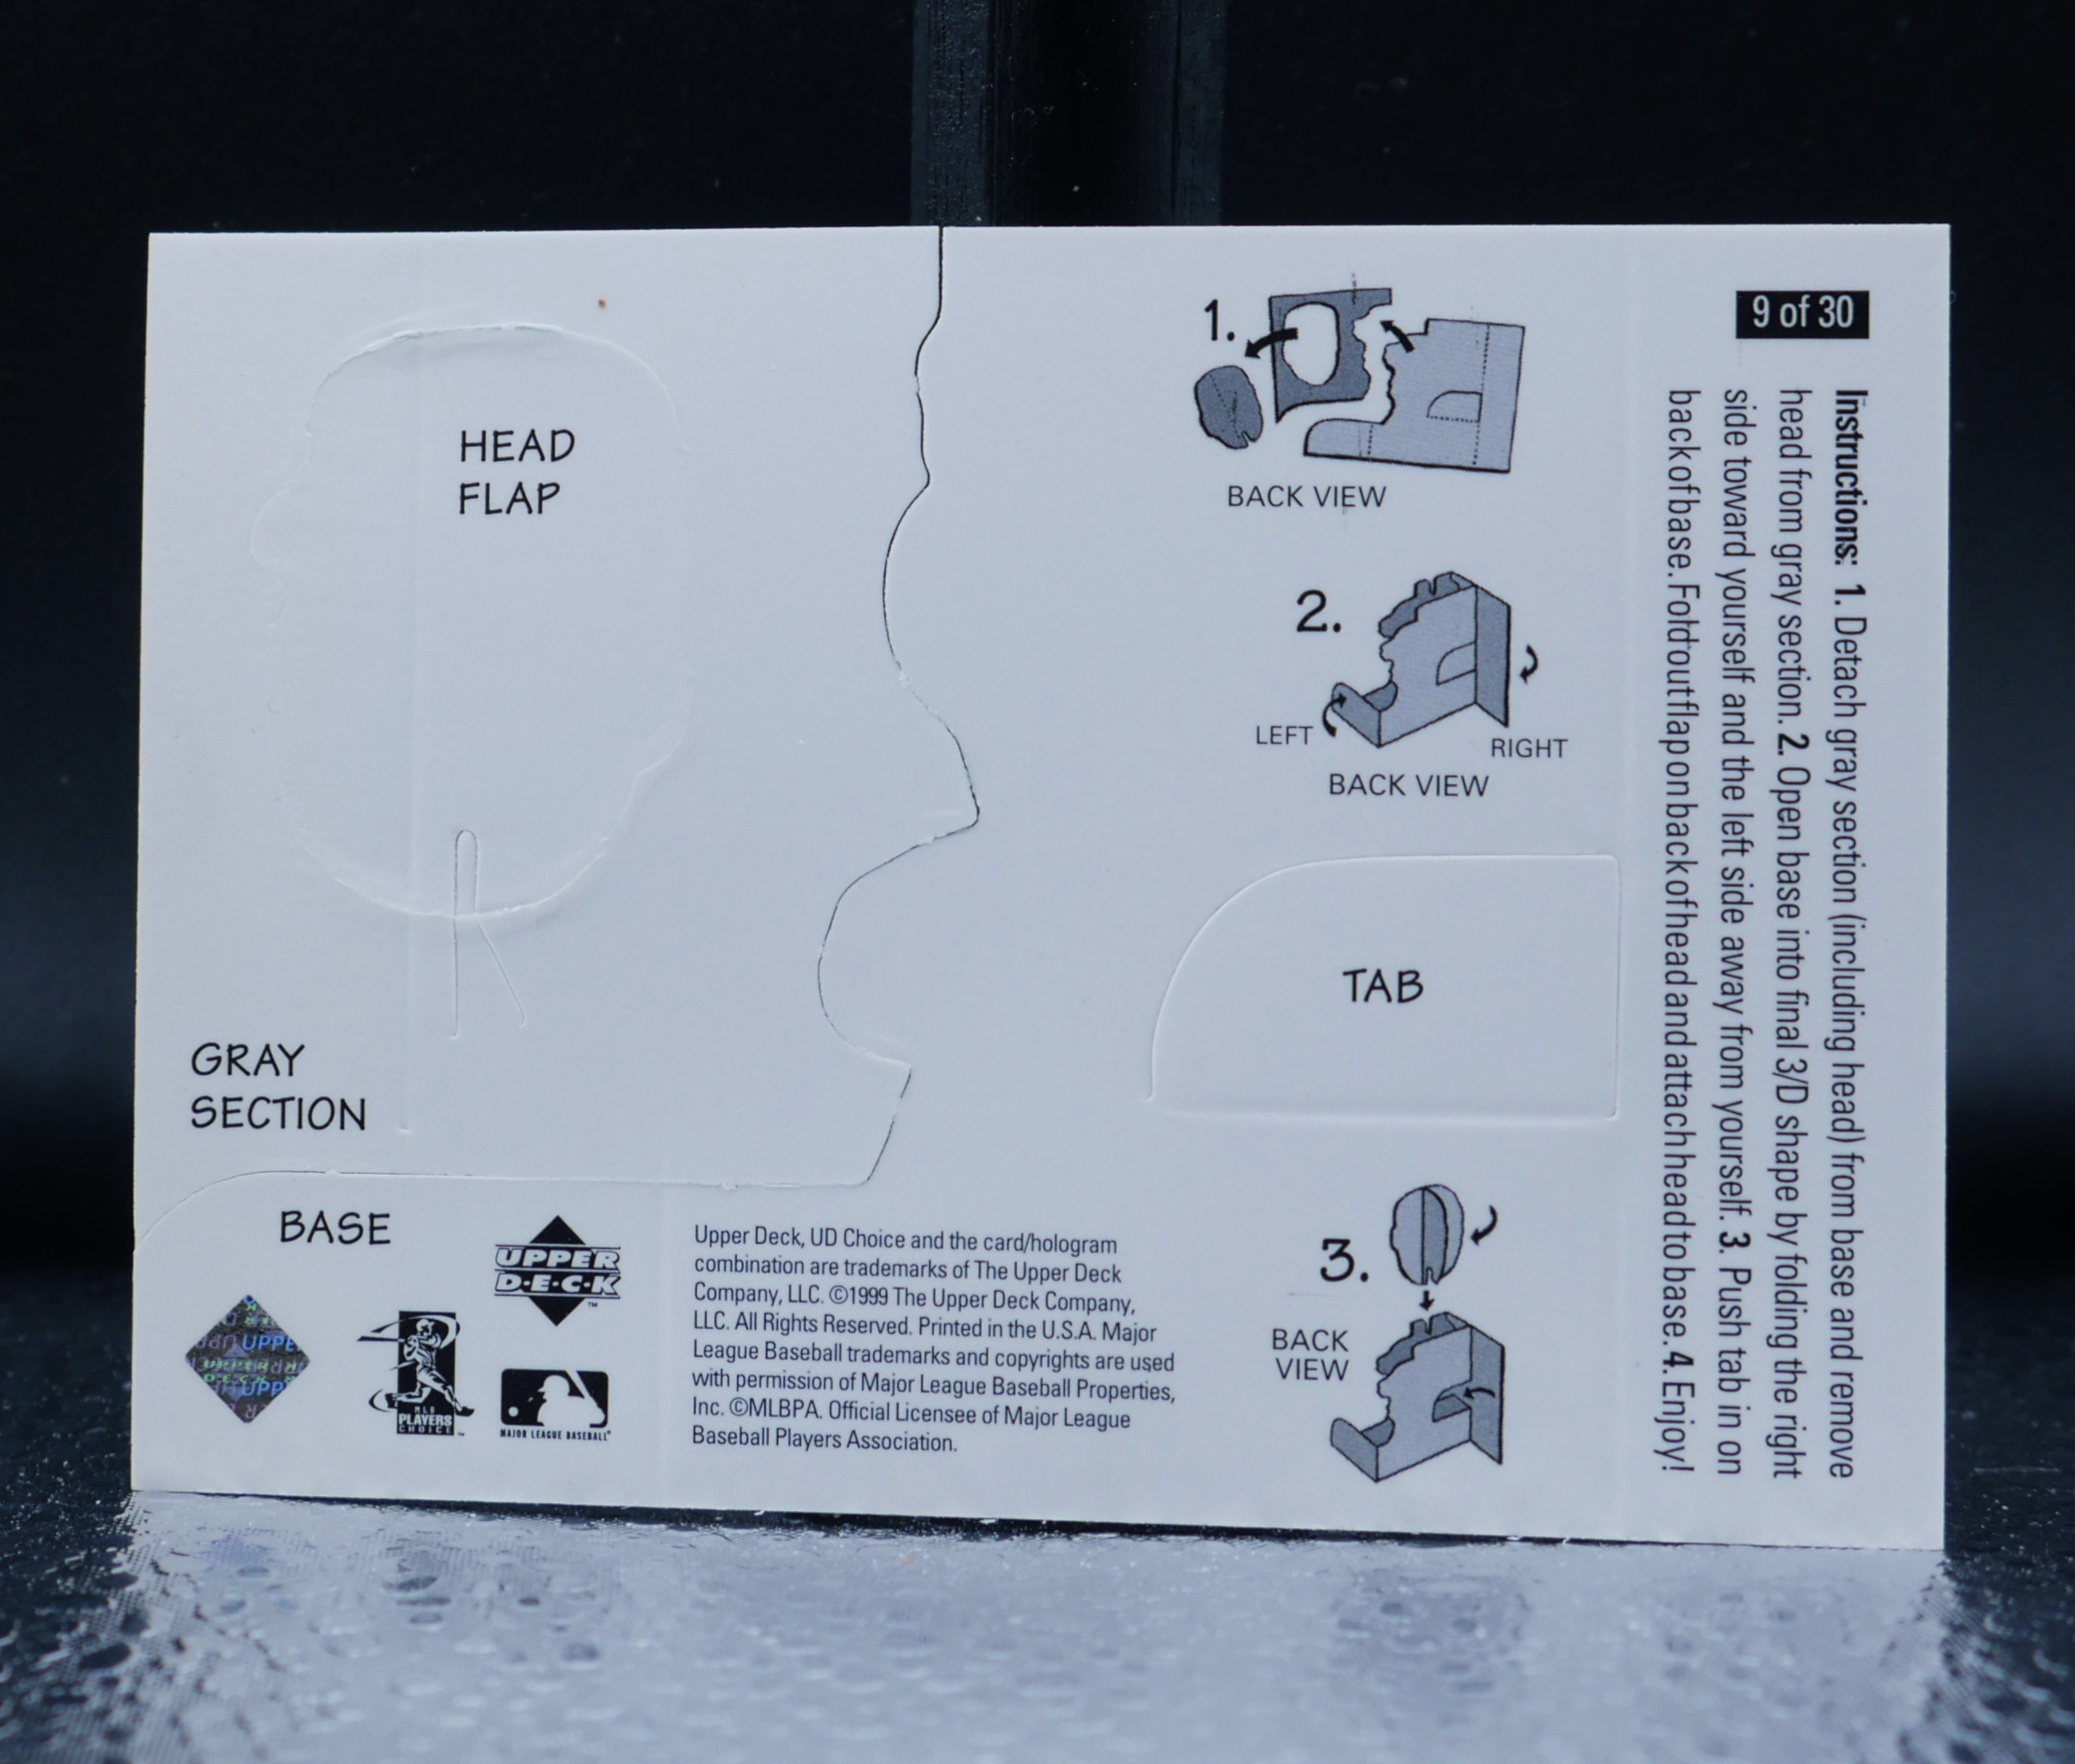 9 of 30
Instructions: 1. Detach gray section (including head) from base and remove
head from gray section. 2. Open base into final 3/D shape by folding the right
side toward yourself and the left side away from yourself. 3. Push tab in on
back of base. Fold out flap on back of head and attach head to base. 4. Enjoy!
1.
BACK VIEW
2.
LEFT
RIGHT
BACK VIEW
HEAD
FLAP
TAB
GRAY
SECTION
BASE
3.
BACK
VIEW
UPPER
D•E•C•K
™
UPPER
DECK
MLB
PLAYERS
CHOICE
™
MAJOR LEAGUE BASEBALL®
Upper Deck, UD Choice and the card/hologram
combination are trademarks of The Upper Deck
Company, LLC. ©1999 The Upper Deck Company,
LLC. All Rights Reserved. Printed in the U.S.A. Major
League Baseball trademarks and copyrights are used
with permission of Major League Baseball Properties,
Inc. ©MLBPA. Official Licensee of Major League
Baseball Players Association.